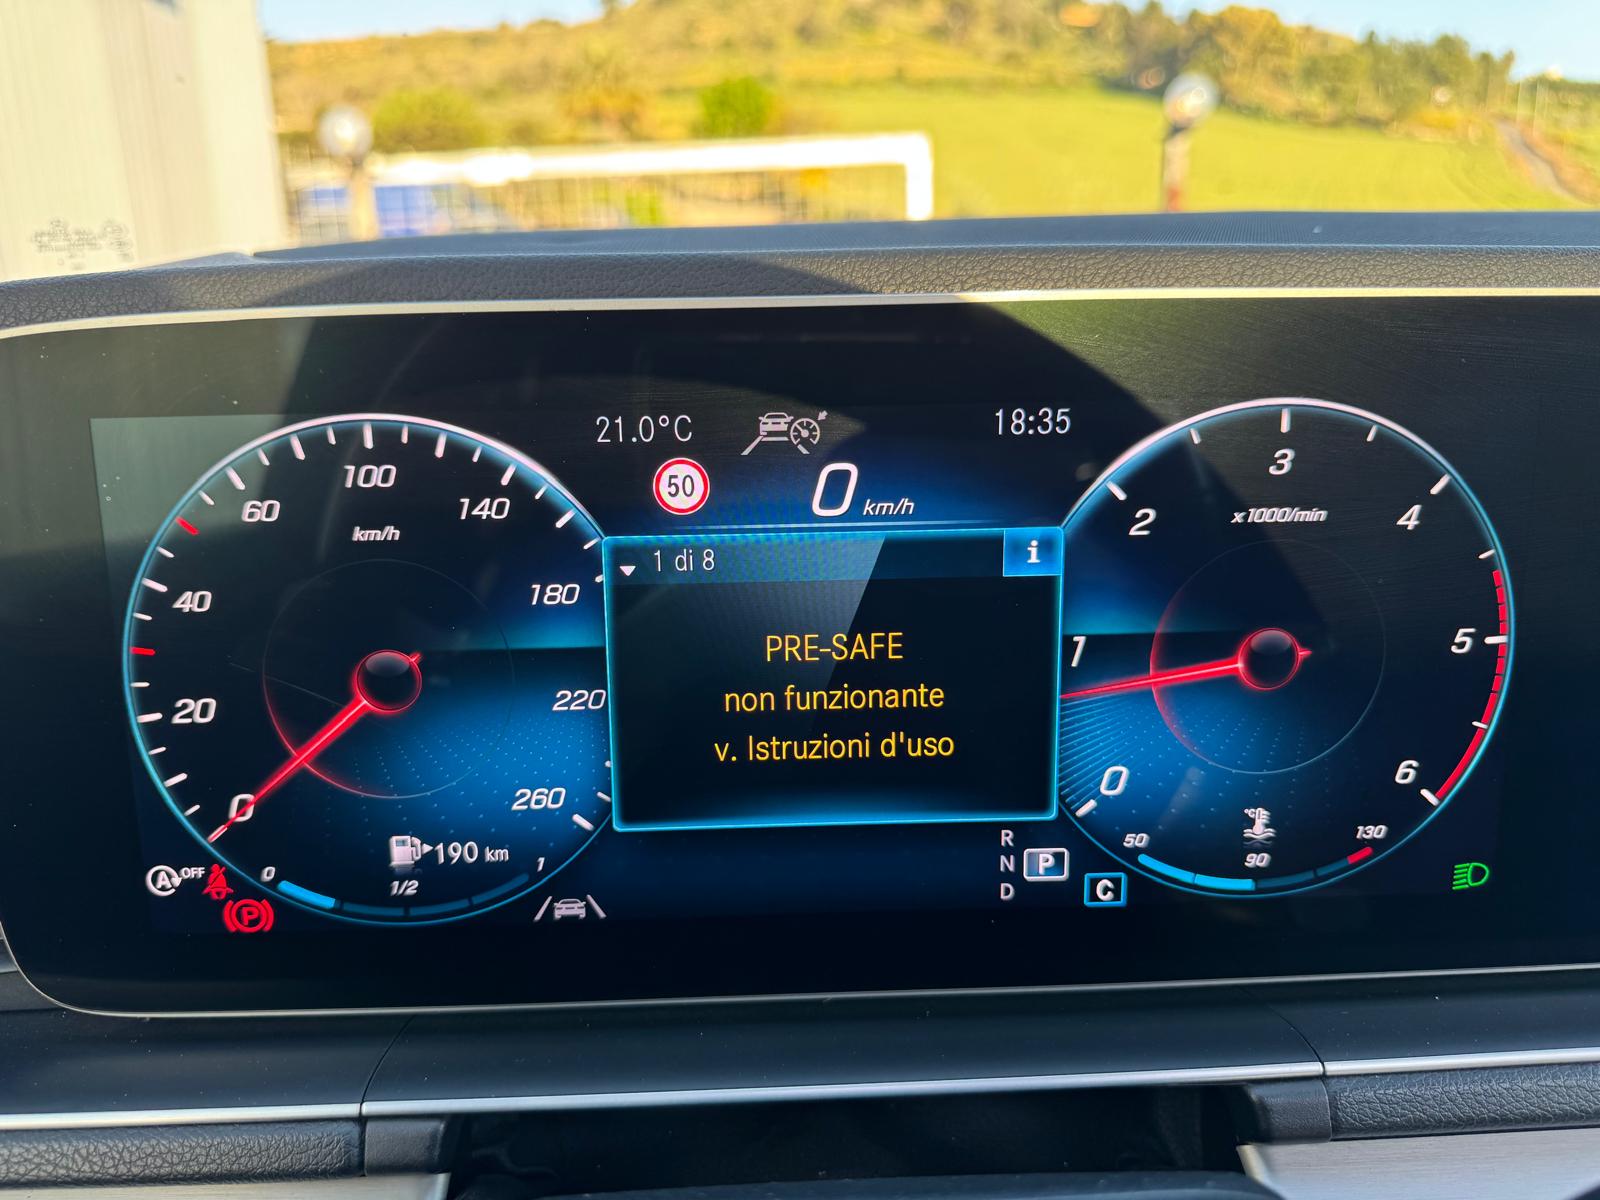 21.0°C
18:35
50
0 km/h
1 di 8
i
PRE-SAFE
non funzionante
v. Istruzioni d'uso
0
20
40
60
100
140
180
220
260
km/h
190 km
0
1/2
1
A OFF
P
R
N
D
P
C
0
1
2
3
4
5
6
x1000/min
°C
50
90
130